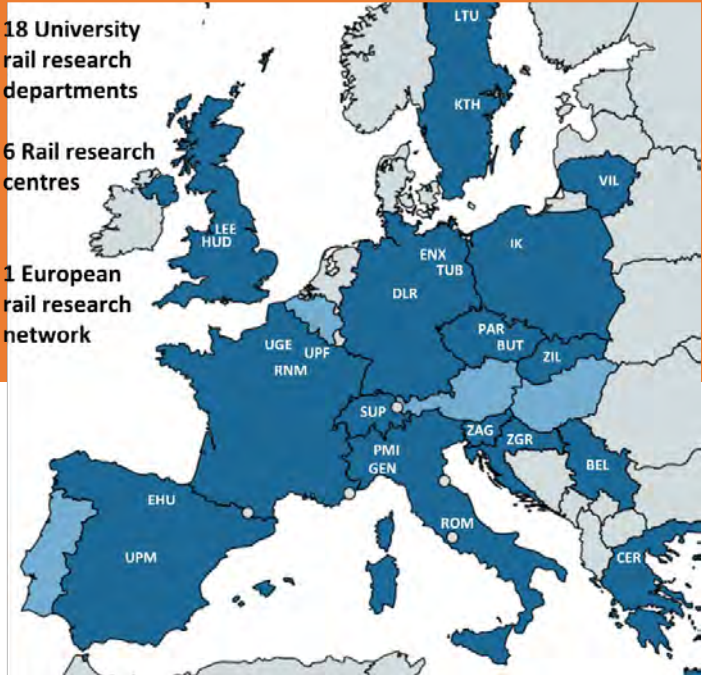 18 University
rail research
departments
6 Rail research
centres
1 European
rail research
network
LTU
KTH
VIL
LEE
HUD
ENX
TUB
IK
DLR
PAR
BUT
ZIL
UGE
UPF
RNM
SUP
ZAG
ZGR
PMI
GEN
BEL
EHU
ROM
UPM
CER